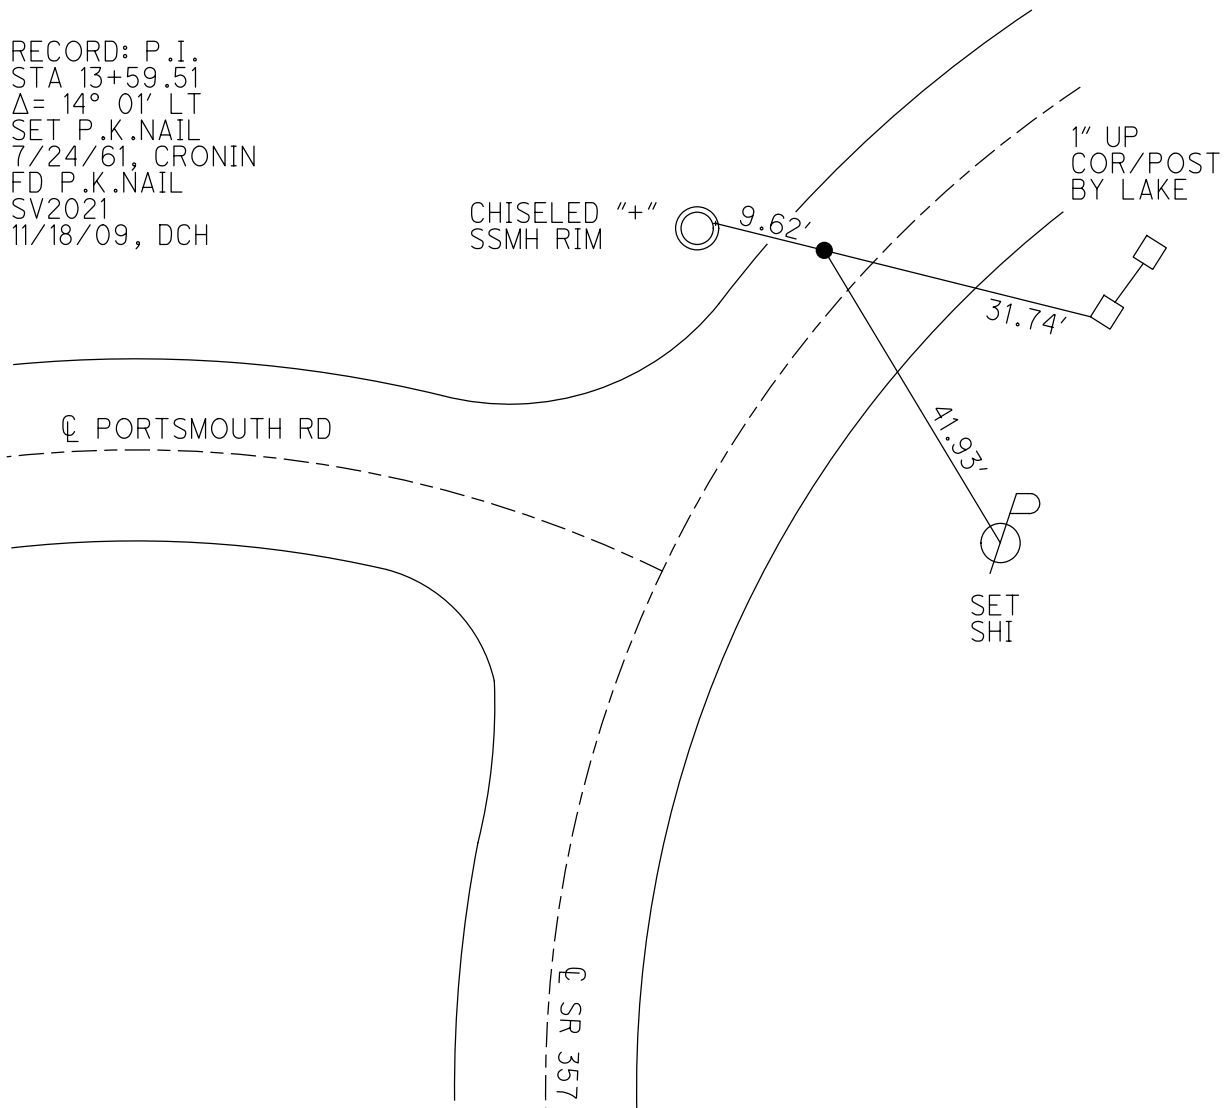 RECORD: P.I.
STA 13+59.51
Δ= 14° 01' LT
SET P.K.NAIL
7/24/61, CRONIN
FD P.K.NAIL
SV2021
11/18/09, DCH
CHISELED "+"
SSMH RIM
9.62'
1" UP
COR/POST
BY LAKE
31.74'
41.93'
℄ PORTSMOUTH RD
SET
SHI
℄ SR 357